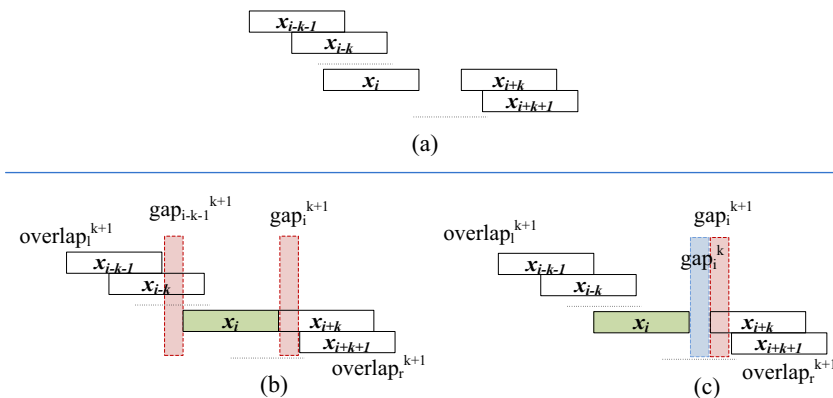 x_{i-k-1}
x_{i-k}
x_i
x_{i+k}
x_{i+k+1}
(a)
gap_{i-k-1}^{k+1}
gap_i^{k+1}
overlap_l^{k+1}
x_{i-k-1}
x_{i-k}
x_i
x_{i+k}
x_{i+k+1}
overlap_r^{k+1}
(b)
gap_i^{k+1}
overlap_l^{k+1}
gap_i^k
x_{i-k-1}
x_{i-k}
x_i
x_{i+k}
x_{i+k+1}
overlap_r^{k+1}
(c)